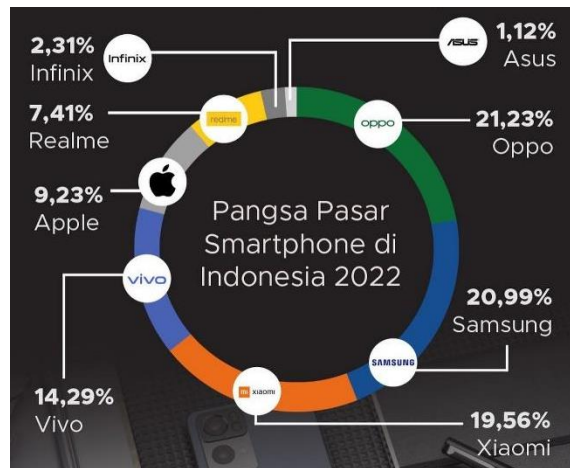 2,31%
Infinix
Infinix
1,12%
Asus
ASUS
7,41%
Realme
realme
oppo
21,23%
Oppo
9,23%
Apple
Pangsa Pasar
Smartphone di
Indonesia 2022
vivo
14,29%
Vivo
20,99%
Samsung
SAMSUNG
mi xiaomi
19,56%
Xiaomi